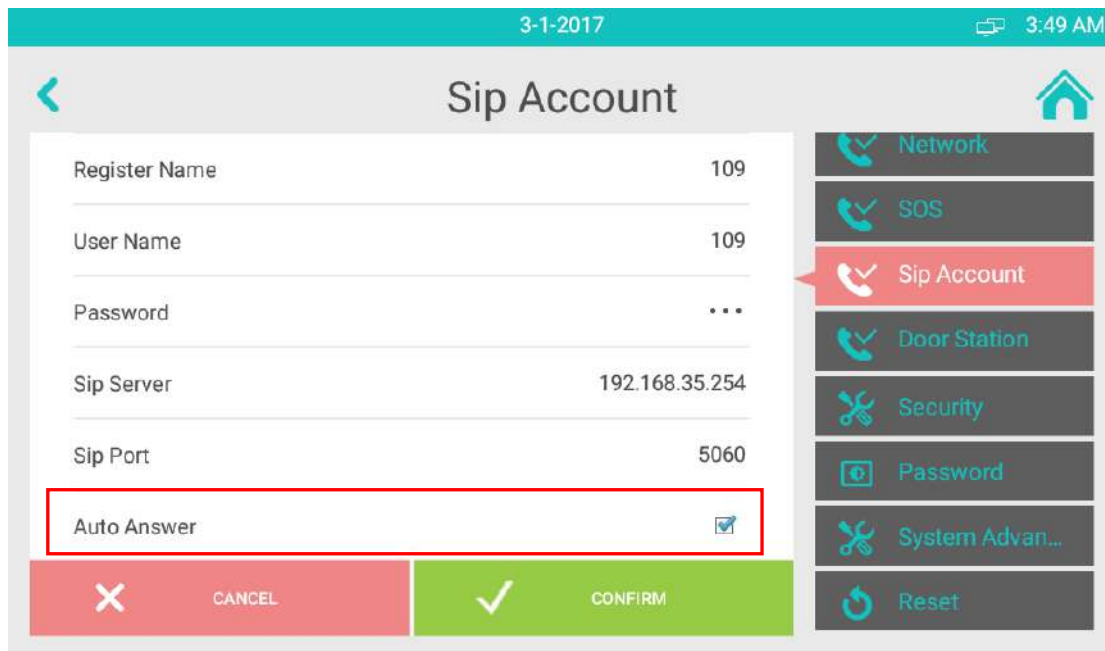 3-1-2017
3:49 AM
Sip Account
Register Name 109
User Name 109
Password •••
Sip Server 192.168.35.254
Sip Port 5060
Auto Answer
CANCEL
CONFIRM
Network
SOS
Sip Account
Door Station
Security
Password
System Advan...
Reset